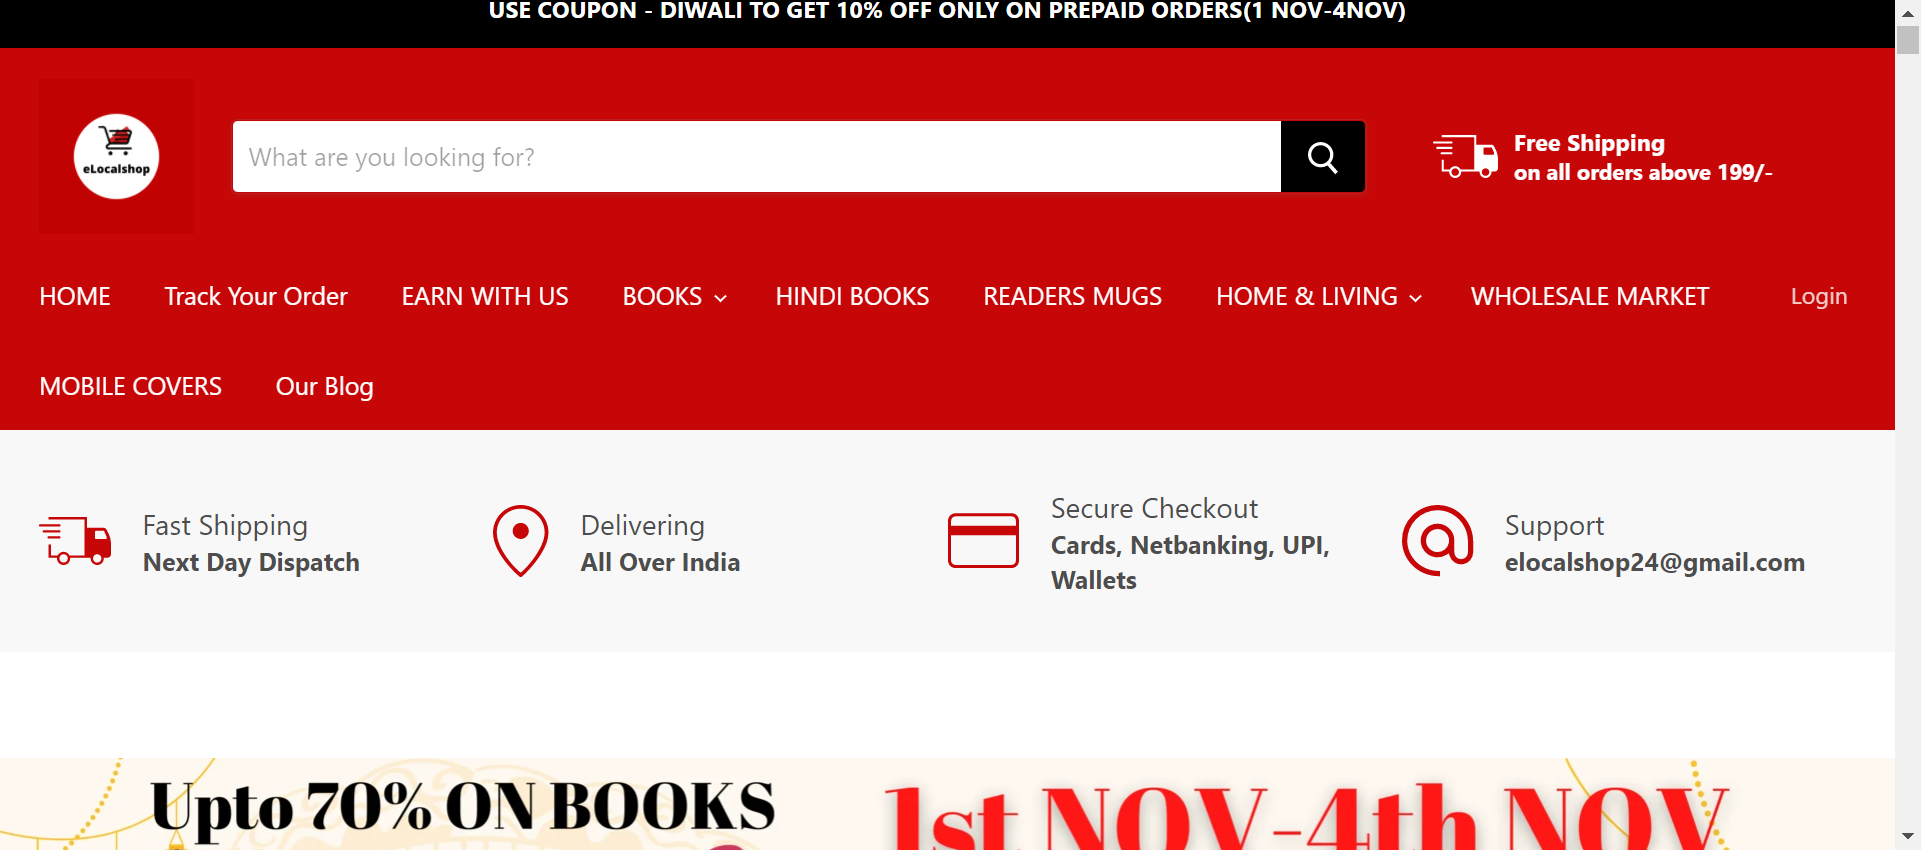 USE COUPON - DIWALI TO GET 10% OFF ONLY ON PREPAID ORDERS(1 NOV-4NOV)
eLocalshop
What are you looking for?
Free Shipping
on all orders above 199/-
HOME Track Your Order EARN WITH US BOOKS HINDI BOOKS READERS MUGS HOME & LIVING WHOLESALE MARKET Login
MOBILE COVERS Our Blog
Fast Shipping
Next Day Dispatch
Delivering
All Over India
Secure Checkout
Cards, Netbanking, UPI,
Wallets
Support
elocalshop24@gmail.com
Upto 70% ON BOOKS
1st NOV-4th NOV